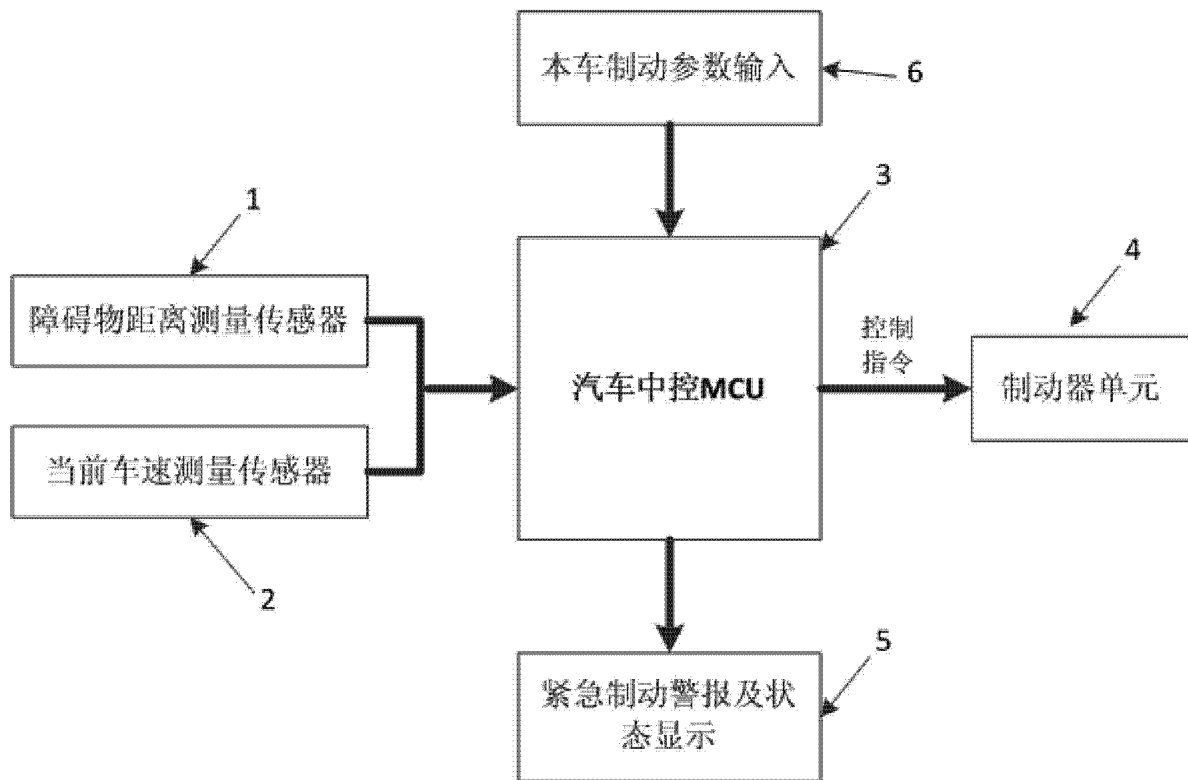 本车制动参数输入
6
3
1
4
障碍物距离测量传感器
控制
指令
汽车中控MCU
制动器单元
当前车速测量传感器
2
5
紧急制动警报及状
态显示